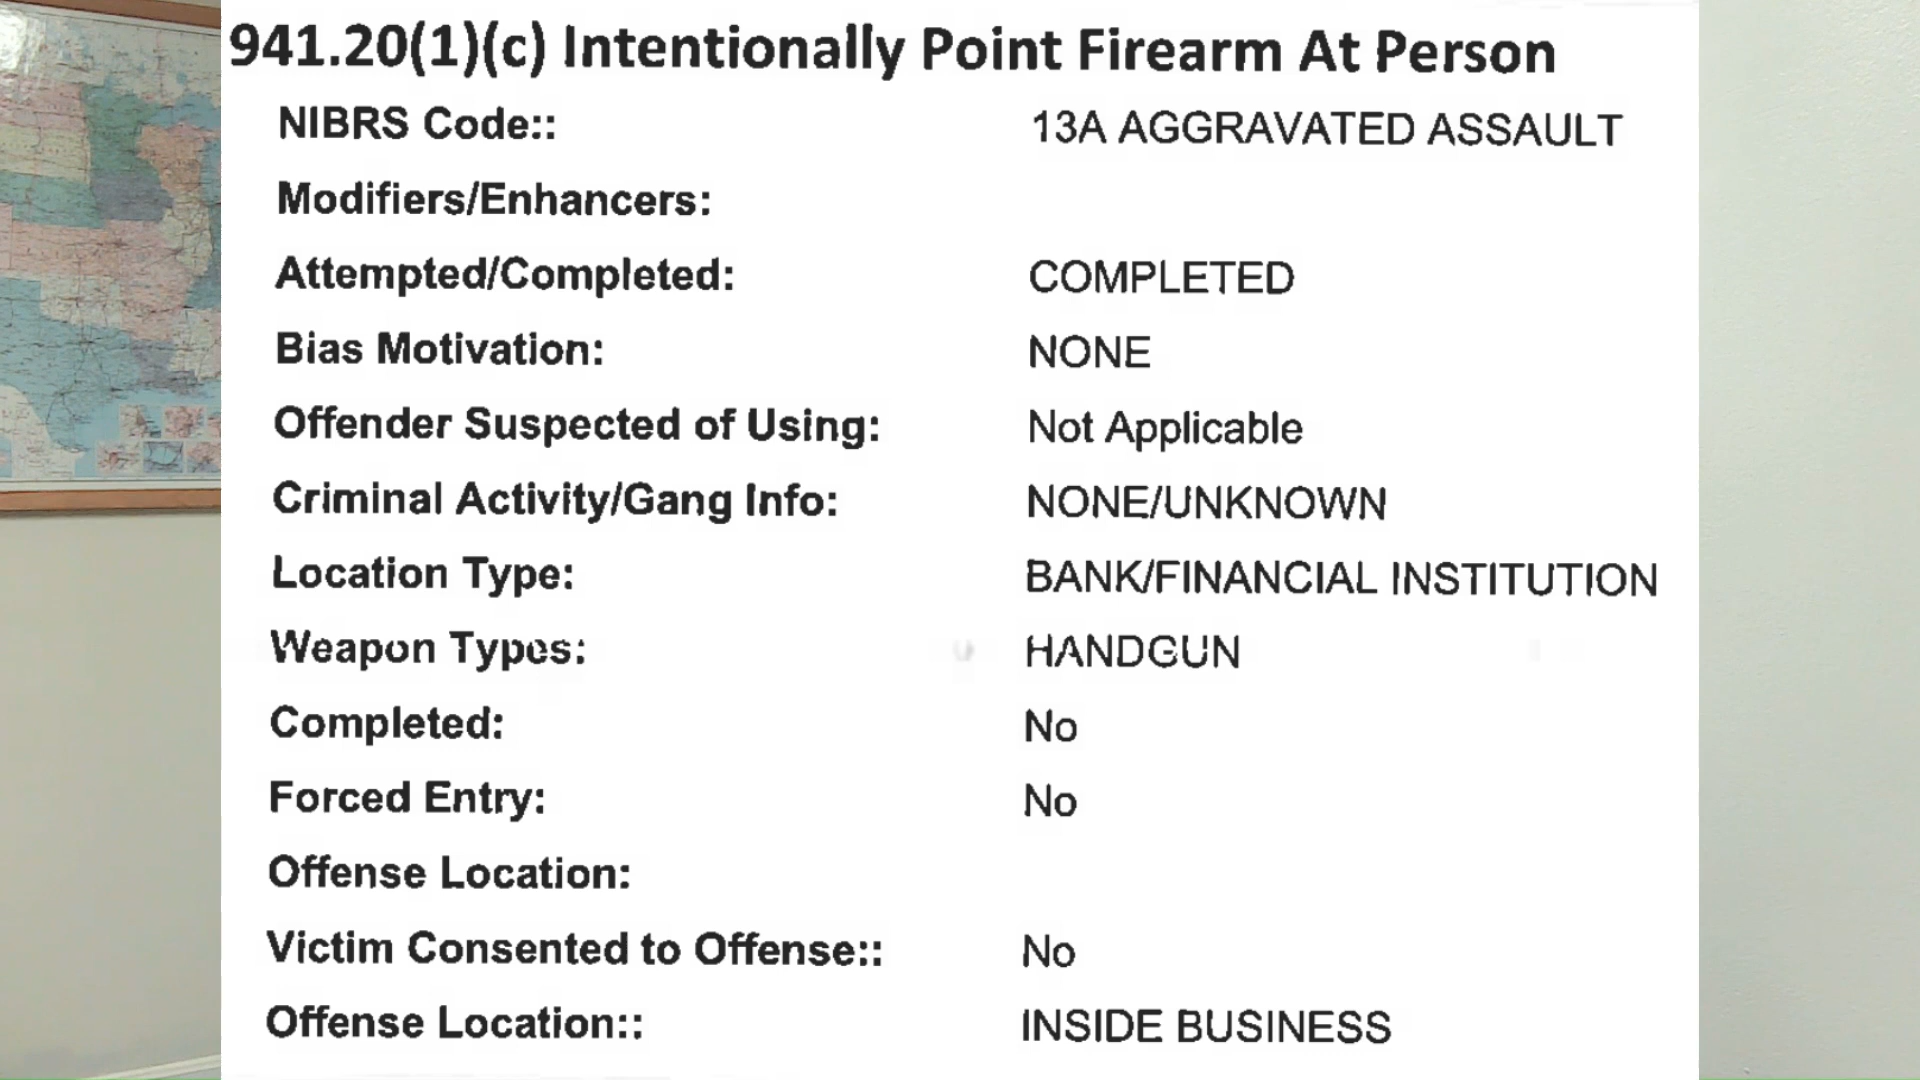 941.20(1)(c) Intentionally Point Firearm At Person
NIBRS Code:: 13A AGGRAVATED ASSAULT
Modifiers/Enhancers:
Attempted/Completed: COMPLETED
Bias Motivation: NONE
Offender Suspected of Using: Not Applicable
Criminal Activity/Gang Info: NONE/UNKNOWN
Location Type: BANK/FINANCIAL INSTITUTION
Weapon Types: HANDGUN
Completed: No
Forced Entry: No
Offense Location:
Victim Consented to Offense:: No
Offense Location:: INSIDE BUSINESS